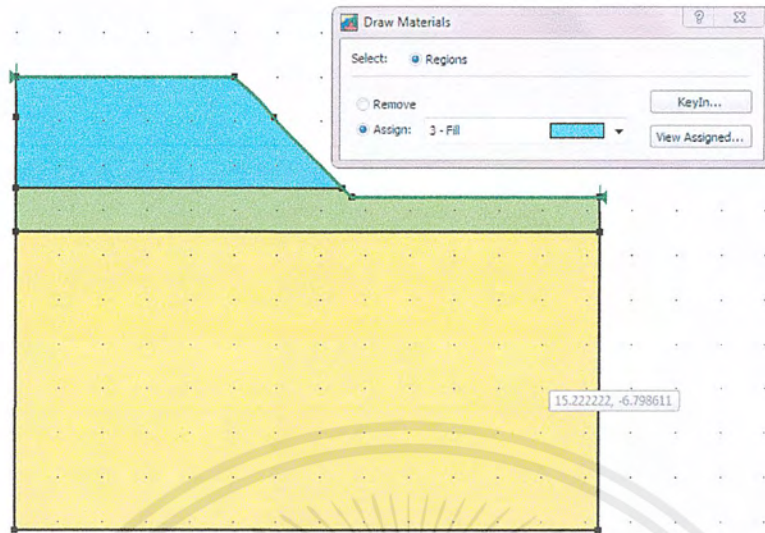 Draw Materials
Select: Regions
Remove
KeyIn...
Assign: 3 - Fill
View Assigned...
15.222222, -6.798611